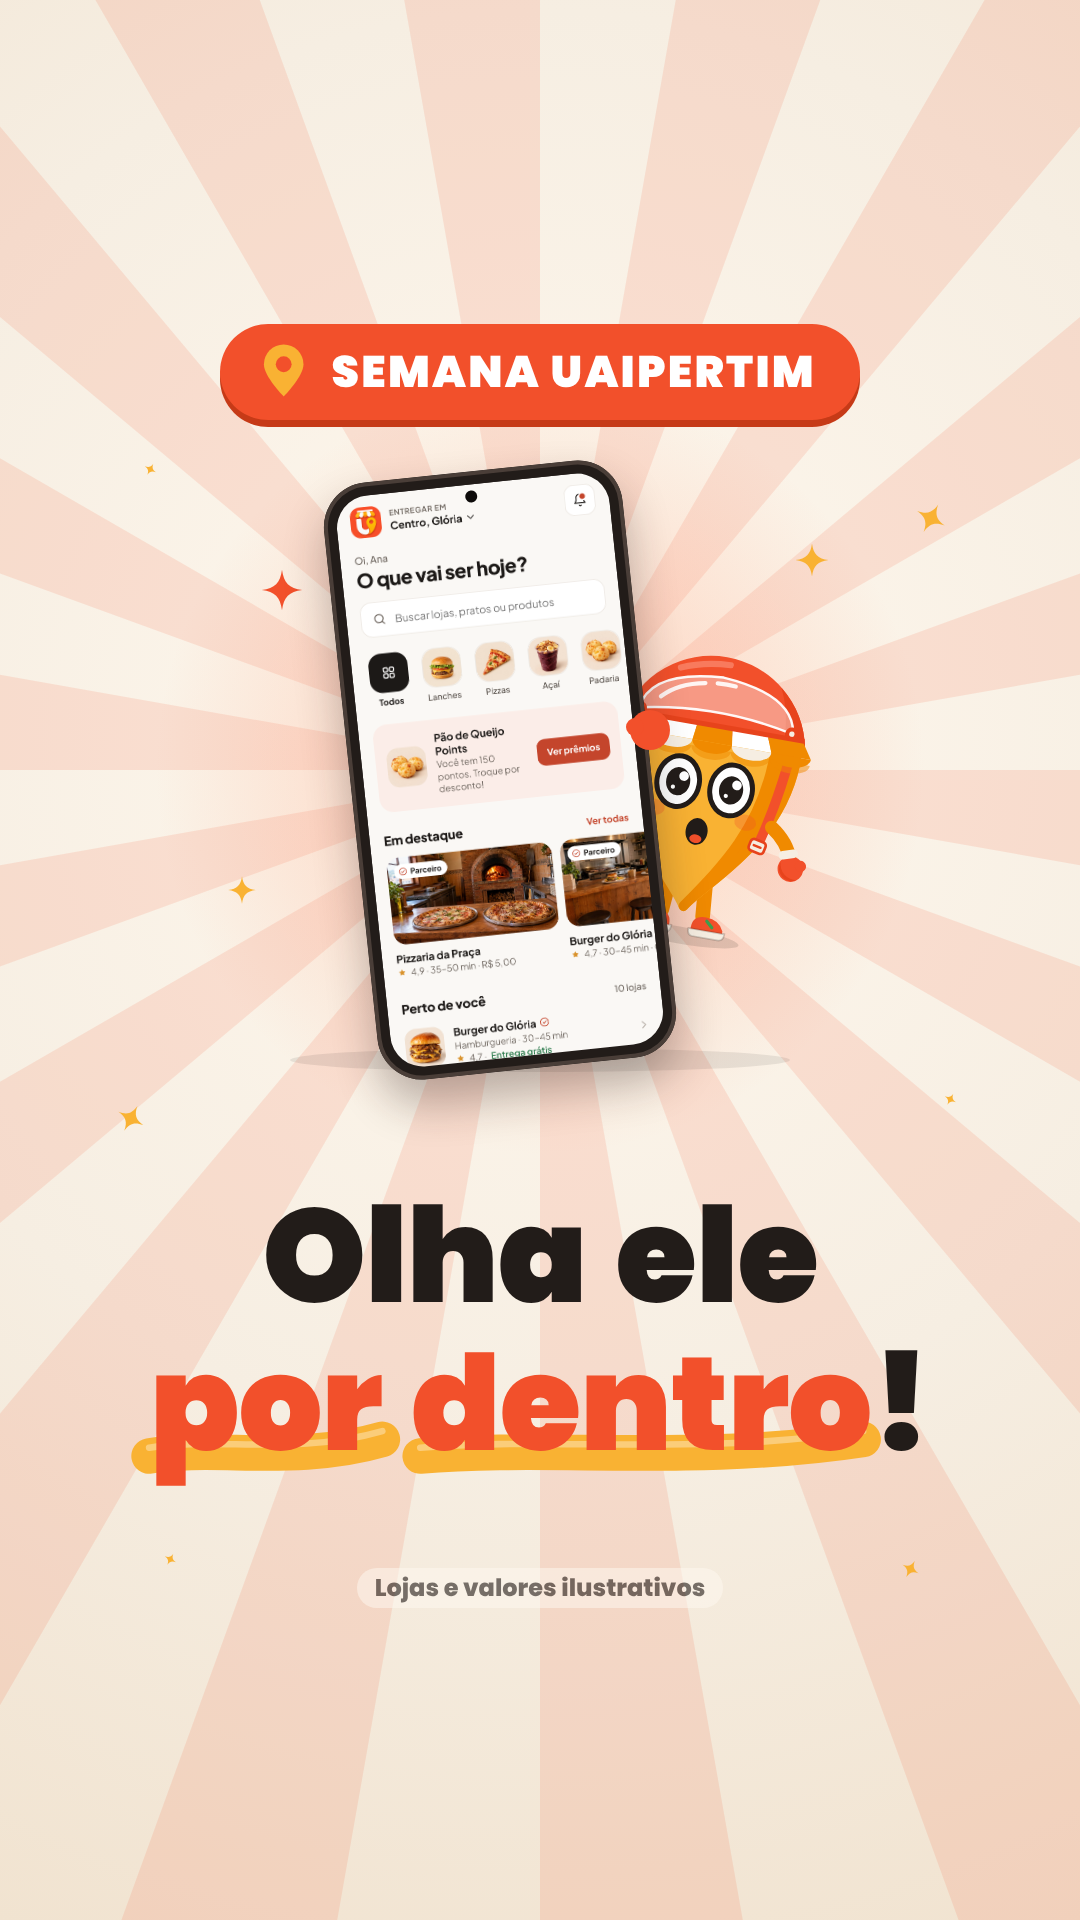 SEMANA UAIPERTIM
ENTREGAR EM
Centro, Glória
Oi, Ana
O que vai ser hoje?
Buscar lojas, pratos ou produtos
Todos
Lanches
Pizzas
Açaí
Padaria
Pão de Queijo
Points
Você tem 150
pontos. Troque por
desconto!
Ver prêmios
Em destaque
Ver todas
Parceiro
Parceiro
Pizzaria da Praça
4,9 · 35–50 min · R$ 5,00
Burger do Glória
4,7 · 30–45 min ·
Perto de você
10 lojas
Burger do Glória
Hamburgueria · 30–45 min
4,7 · Entrega grátis
Olha ele
por dentro!
Lojas e valores ilustrativos